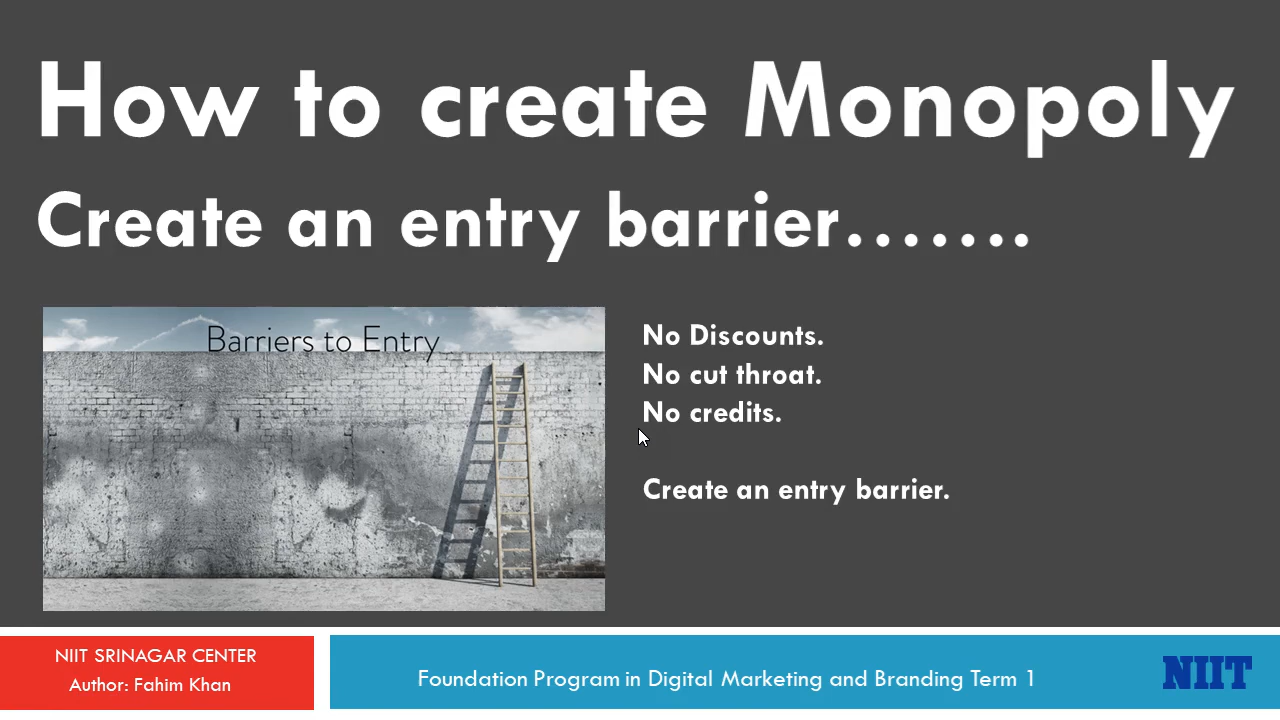 How to create Monopoly
Create an entry barrier.......
Barriers to Entry
No Discounts.
No cut throat.
No credits.
Create an entry barrier.
NIIT SRINAGAR CENTER
Author: Fahim Khan
Foundation Program in Digital Marketing and Branding Term 1
NIIT